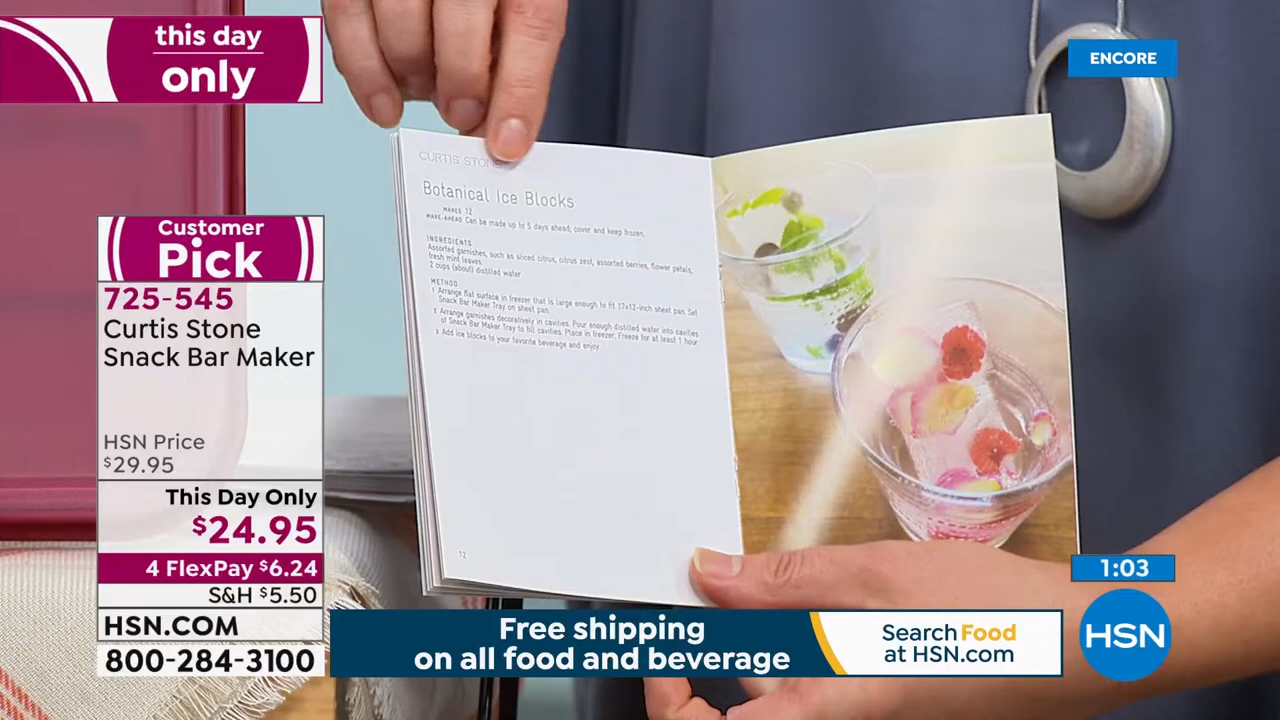 this day
only
ENCORE
Customer
Pick
725-545
Curtis Stone
Snack Bar Maker
HSN Price
$29.95
This Day Only
$24.95
4 FlexPay $6.24
S&H $5.50
HSN.COM
800-284-3100
CURTIS STONE
Botanical Ice Blocks
MAKES 12
MAKE-AHEAD Can be made up to 5 days ahead; cover and keep frozen.
INGREDIENTS
Assorted garnishes, such as sliced citrus, citrus zest, assorted berries, flower petals,
fresh mint leaves
2 cups (about) distilled water
METHOD
1 Arrange flat surface in freezer that is large enough to fit 17x12-inch sheet pan. Set
Snack Bar Maker Tray on sheet pan.
2 Arrange garnishes decoratively in cavities. Pour enough distilled water into cavities
of Snack Bar Maker Tray to fill cavities. Place in freezer. Freeze for at least 1 hour
3 Add ice blocks to your favorite beverage and enjoy.
12
1:03
Free shipping
on all food and beverage
Search Food
at HSN.com
HSN